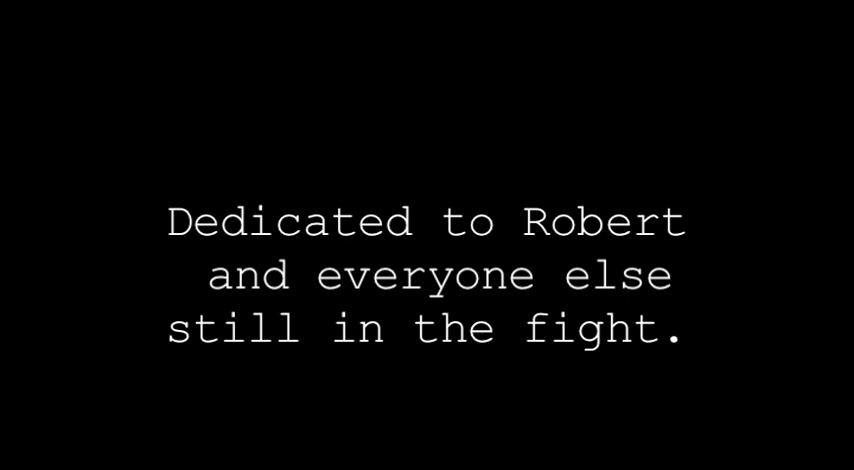 Dedicated to Robert
and everyone else
still in the fight.